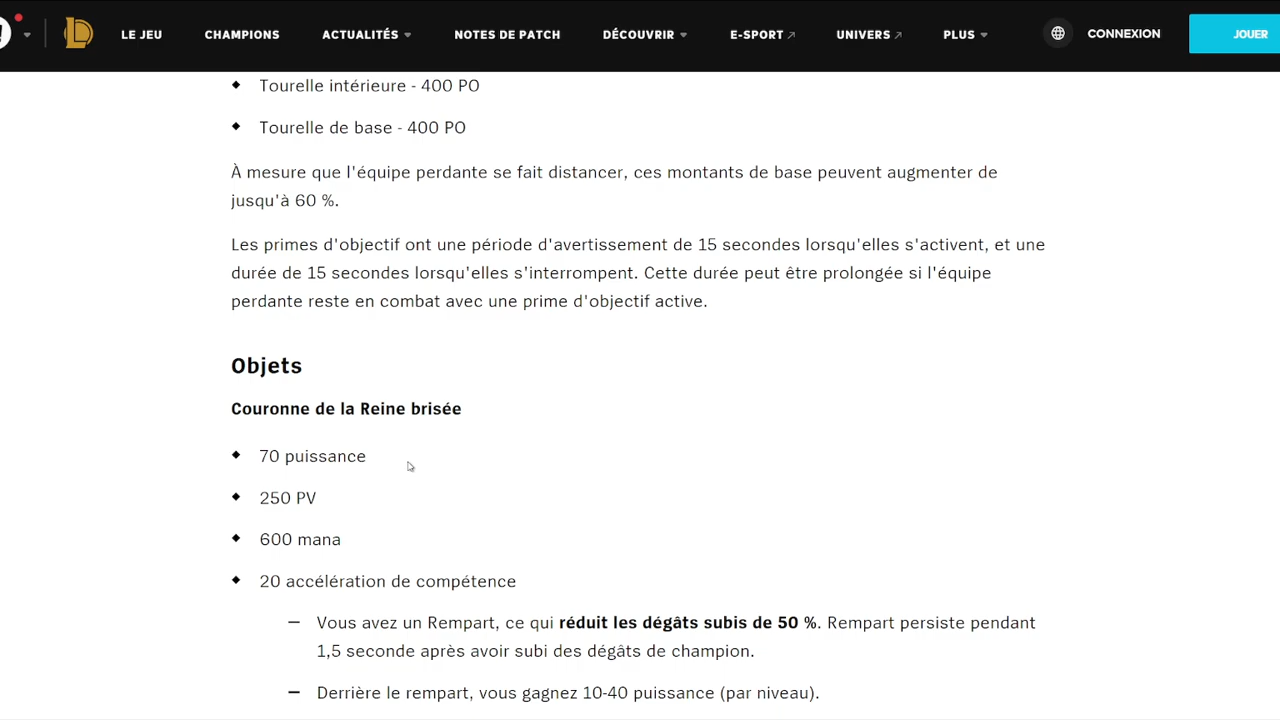 LE JEU CHAMPIONS ACTUALITÉS NOTES DE PATCH DÉCOUVRIR E-SPORT UNIVERS PLUS CONNEXION JOUER
Tourelle intérieure - 400 PO
Tourelle de base - 400 PO
À mesure que l'équipe perdante se fait distancer, ces montants de base peuvent augmenter de
jusqu'à 60 %.
Les primes d'objectif ont une période d'avertissement de 15 secondes lorsqu'elles s'activent, et une
durée de 15 secondes lorsqu'elles s'interrompent. Cette durée peut être prolongée si l'équipe
perdante reste en combat avec une prime d'objectif active.
Objets
Couronne de la Reine brisée
70 puissance
250 PV
600 mana
20 accélération de compétence
Vous avez un Rempart, ce qui réduit les dégâts subis de 50 %. Rempart persiste pendant
1,5 seconde après avoir subi des dégâts de champion.
Derrière le rempart, vous gagnez 10-40 puissance (par niveau).